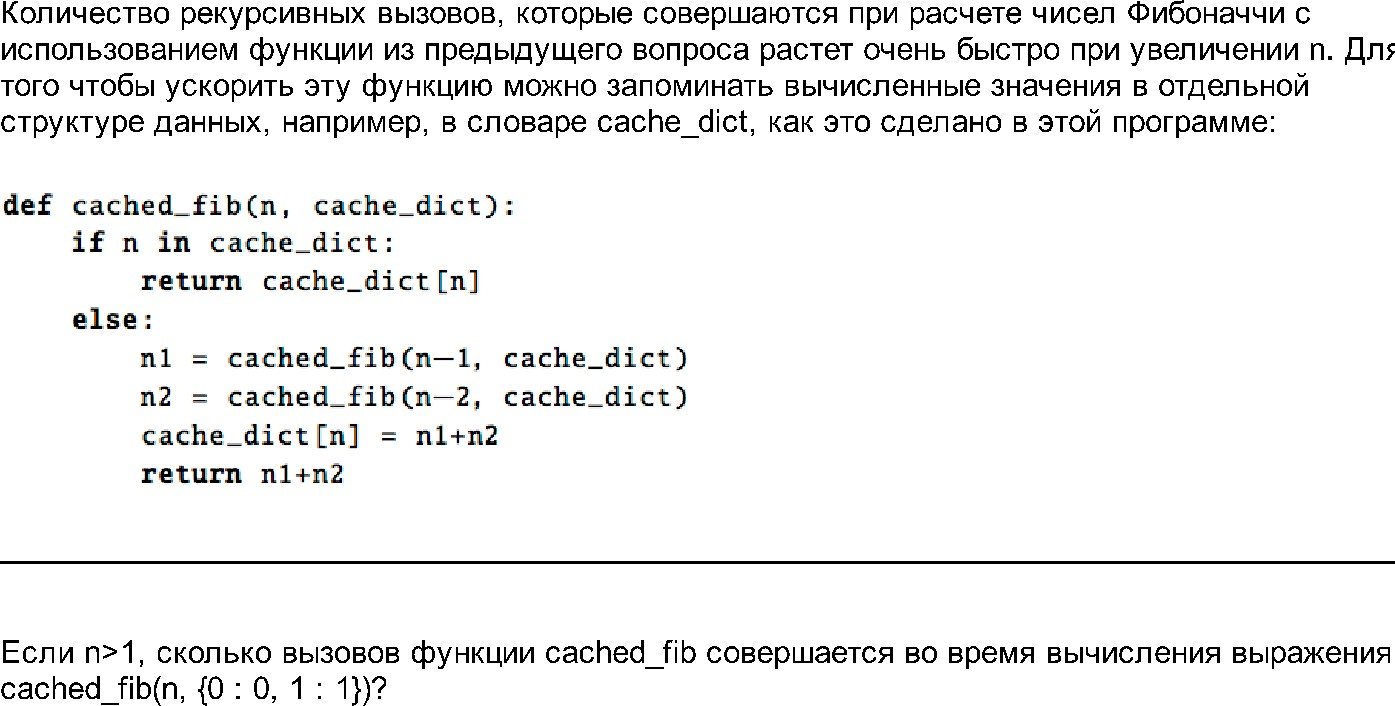 Количество рекурсивных вызовов, которые совершаются при расчете чисел Фибоначчи с
использованием функции из предыдущего вопроса растет очень быстро при увеличении n. Для
того чтобы ускорить эту функцию можно запоминать вычисленные значения в отдельной
структуре данных, например, в словаре cache_dict, как это сделано в этой программе:
def cached_fib(n, cache_dict):
    if n in cache_dict:
        return cache_dict[n]
    else:
        n1 = cached_fib(n−1, cache_dict)
        n2 = cached_fib(n−2, cache_dict)
        cache_dict[n] = n1+n2
        return n1+n2
Если n>1, сколько вызовов функции cached_fib совершается во время вычисления выражения
cached_fib(n, {0 : 0, 1 : 1})?